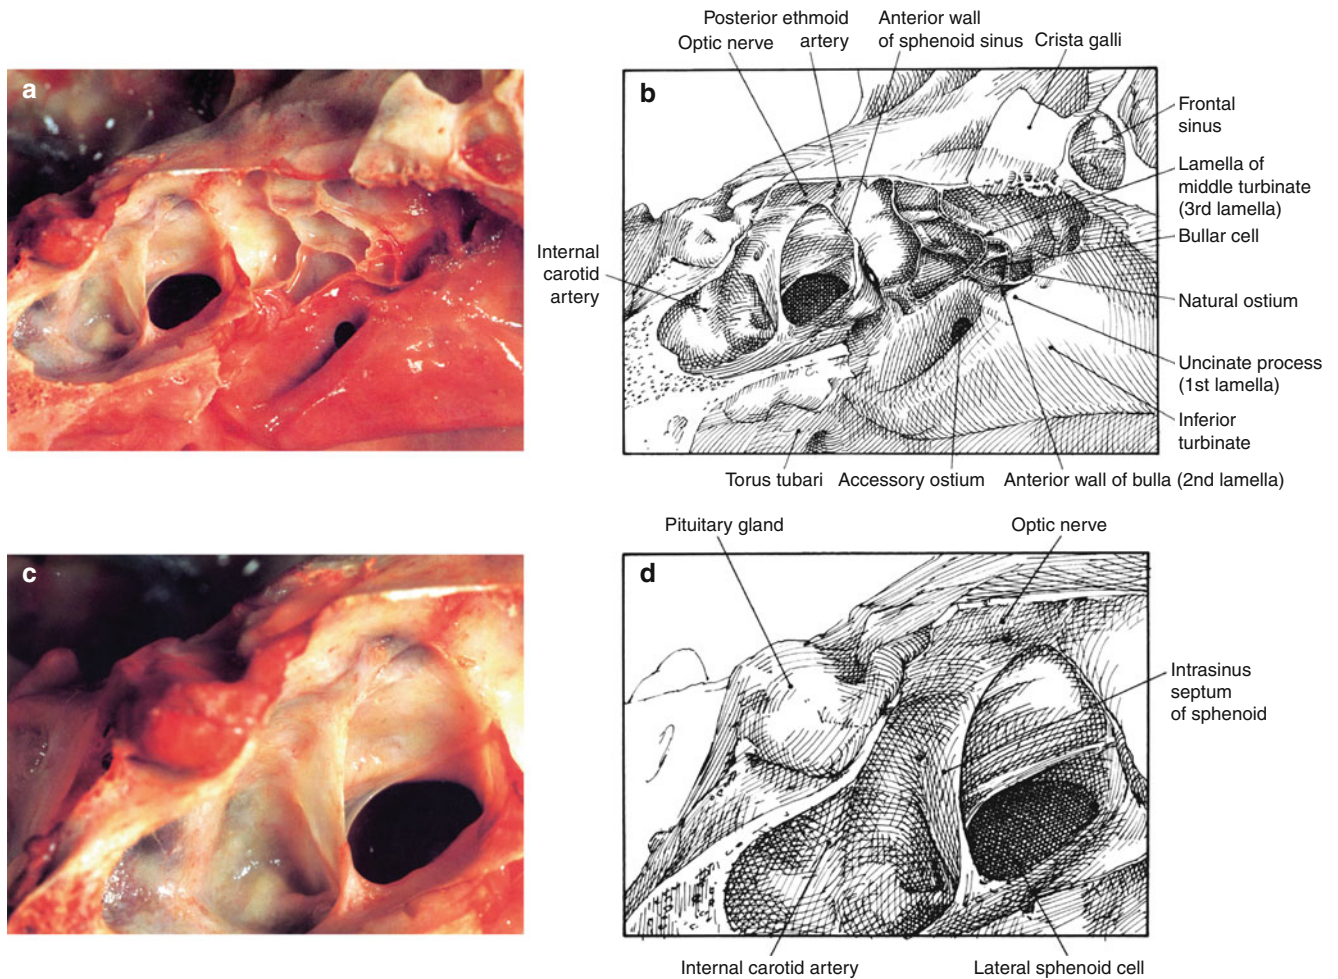 Posterior ethmoid
artery
Optic nerve
Anterior wall
of sphenoid sinus
Crista galli
a
b
Frontal
sinus
Lamella of
middle turbinate
(3rd lamella)
Bullar cell
Internal
carotid
artery
Natural ostium
Uncinate process
(1st lamella)
Inferior
turbinate
Torus tubari
Accessory ostium
Anterior wall of bulla (2nd lamella)
Pituitary gland
Optic nerve
c
d
Intrasinus
septum
of sphenoid
Internal carotid artery
Lateral sphenoid cell